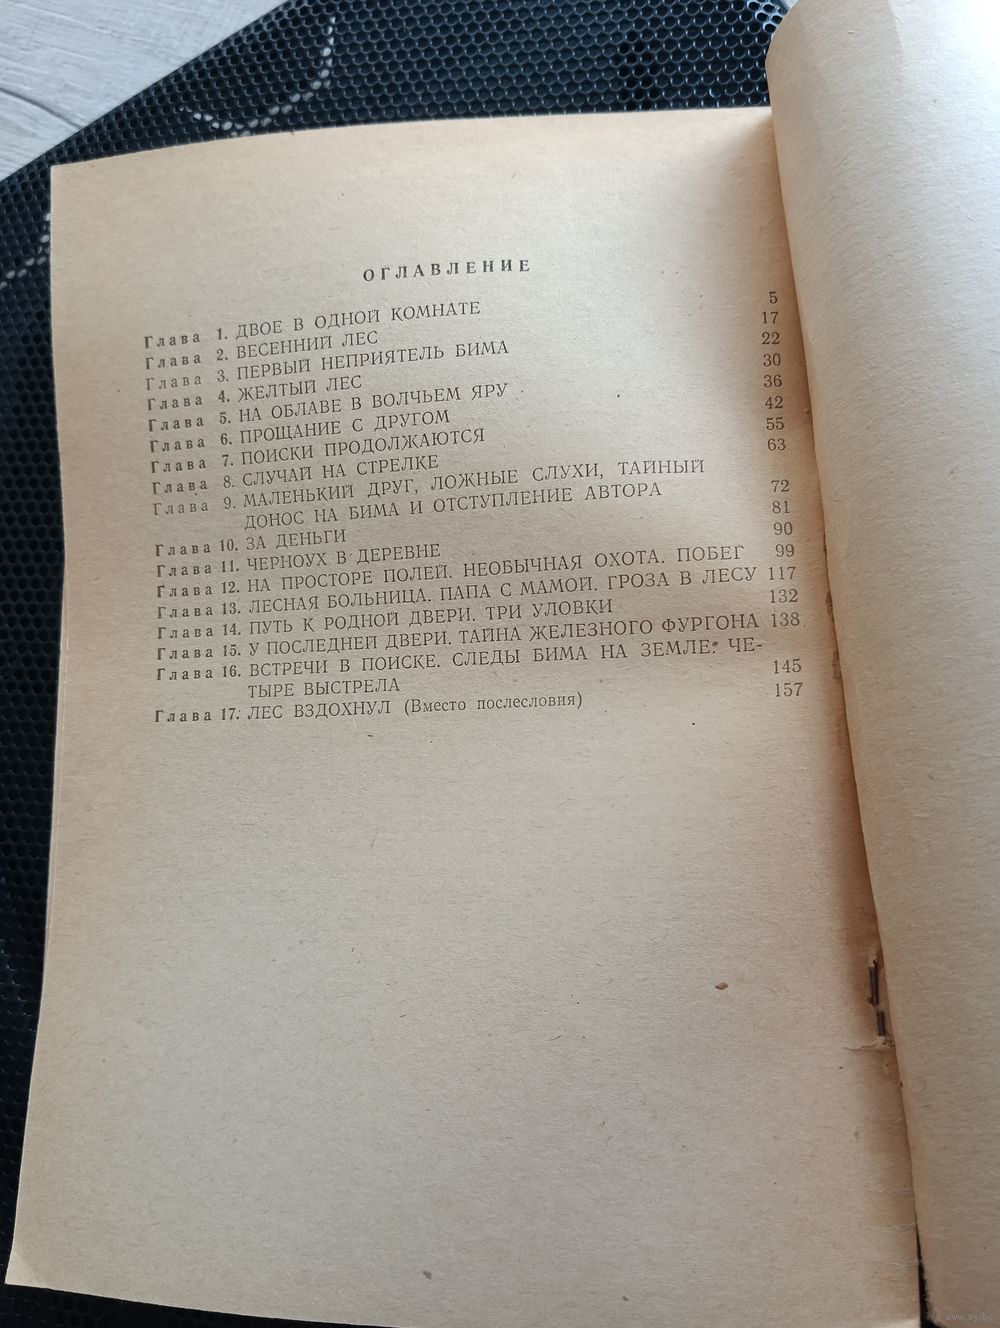 ОГЛАВЛЕНИЕ
Глава 1. ДВОЕ В ОДНОЙ КОМНАТЕ 5
Глава 2. ВЕСЕННИЙ ЛЕС 17
Глава 3. ПЕРВЫЙ НЕПРИЯТЕЛЬ БИМА 22
Глава 4. ЖЕЛТЫЙ ЛЕС 30
Глава 5. НА ОБЛАВЕ В ВОЛЧЬЕМ ЯРУ 36
Глава 6. ПРОЩАНИЕ С ДРУГОМ 42
Глава 7. ПОИСКИ ПРОДОЛЖАЮТСЯ 55
Глава 8. СЛУЧАЙ НА СТРЕЛКЕ 63
Глава 9. МАЛЕНЬКИЙ ДРУГ, ЛОЖНЫЕ СЛУХИ, ТАЙНЫЙ
ДОНОС НА БИМА И ОТСТУПЛЕНИЕ АВТОРА 72
Глава 10. ЗА ДЕНЬГИ 81
Глава 11. ЧЕРНОУХ В ДЕРЕВНЕ 90
Глава 12. НА ПРОСТОРЕ ПОЛЕЙ. НЕОБЫЧНАЯ ОХОТА. ПОБЕГ 99
Глава 13. ЛЕСНАЯ БОЛЬНИЦА. ПАПА С МАМОЙ. ГРОЗА В ЛЕСУ 117
Глава 14. ПУТЬ К РОДНОЙ ДВЕРИ. ТРИ УЛОВКИ 132
Глава 15. У ПОСЛЕДНЕЙ ДВЕРИ. ТАЙНА ЖЕЛЕЗНОГО ФУРГОНА 138
Глава 16. ВСТРЕЧИ В ПОИСКЕ. СЛЕДЫ БИМА НА ЗЕМЛЕ. ЧЕ-
ТЫРЕ ВЫСТРЕЛА 145
Глава 17. ЛЕС ВЗДОХНУЛ (Вместо послесловия) 157
www.ay.by